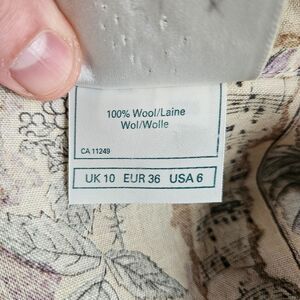 100% Wool/Laine
Wol/Wolle
CA 11249
UK 10 EUR 36 USA 6